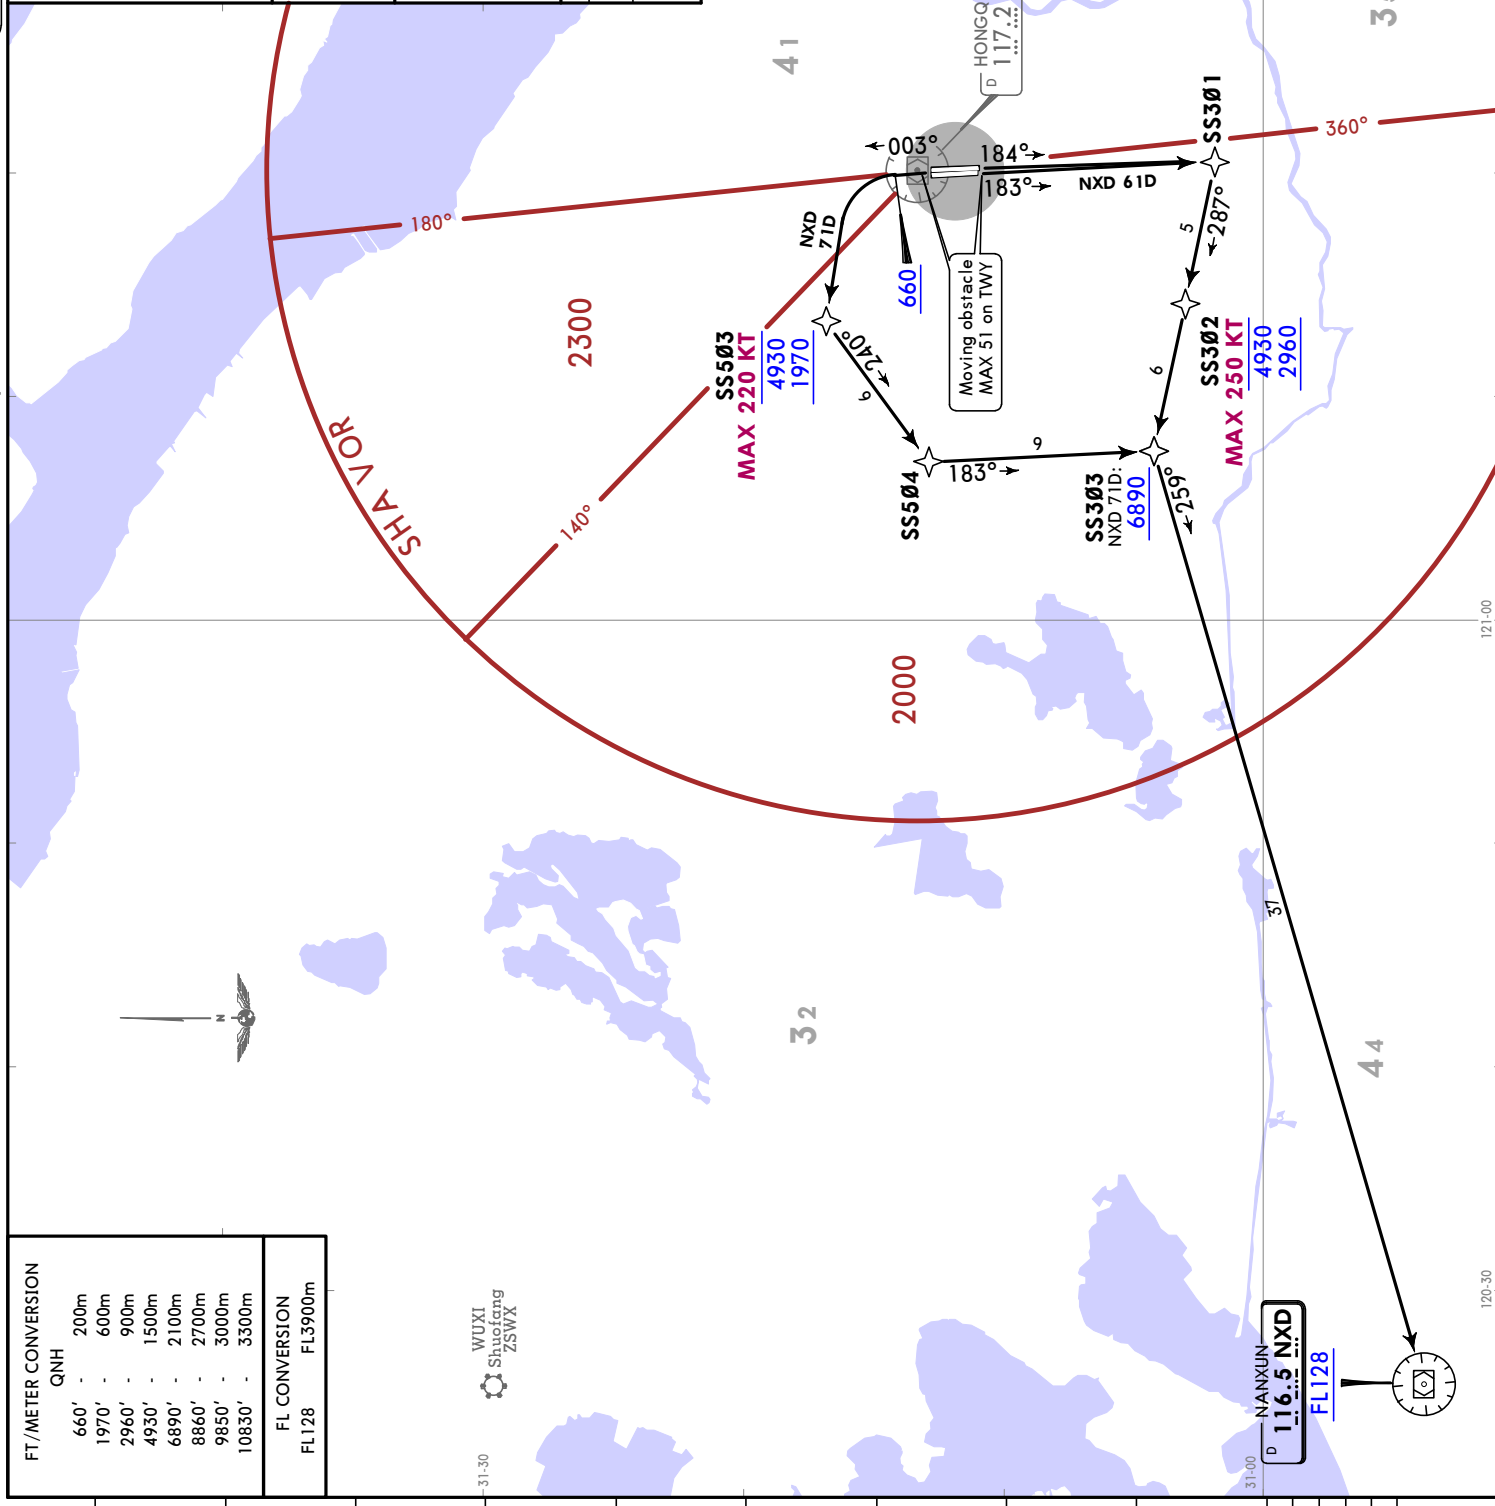 41
3
D HONGQ
117.2
SHA VOR
180°
140°
360°
2300
2000
003°
184°
183°
NXD 61D
NXD
71D
660
Moving obstacle
MAX 51 on TWY
SS3Ø1
287°
5
SS3Ø2
MAX 250 KT
4930
2960
6
SS5Ø3
MAX 220 KT
4930
1970
240°
6
SS5Ø4
183°
9
SS3Ø3
NXD 71D:
6890
259°
37
N
32
44
121-00
120-30
31-30
31-00
WUXI
Shuofang
ZSWX
NANXUN
D 116.5 NXD
FL128
FT/METER CONVERSION
QNH
660' - 200m
1970' - 600m
2960' - 900m
4930' - 1500m
6890' - 2100m
8860' - 2700m
9850' - 3000m
10830' - 3300m
FL CONVERSION
FL128 FL3900m